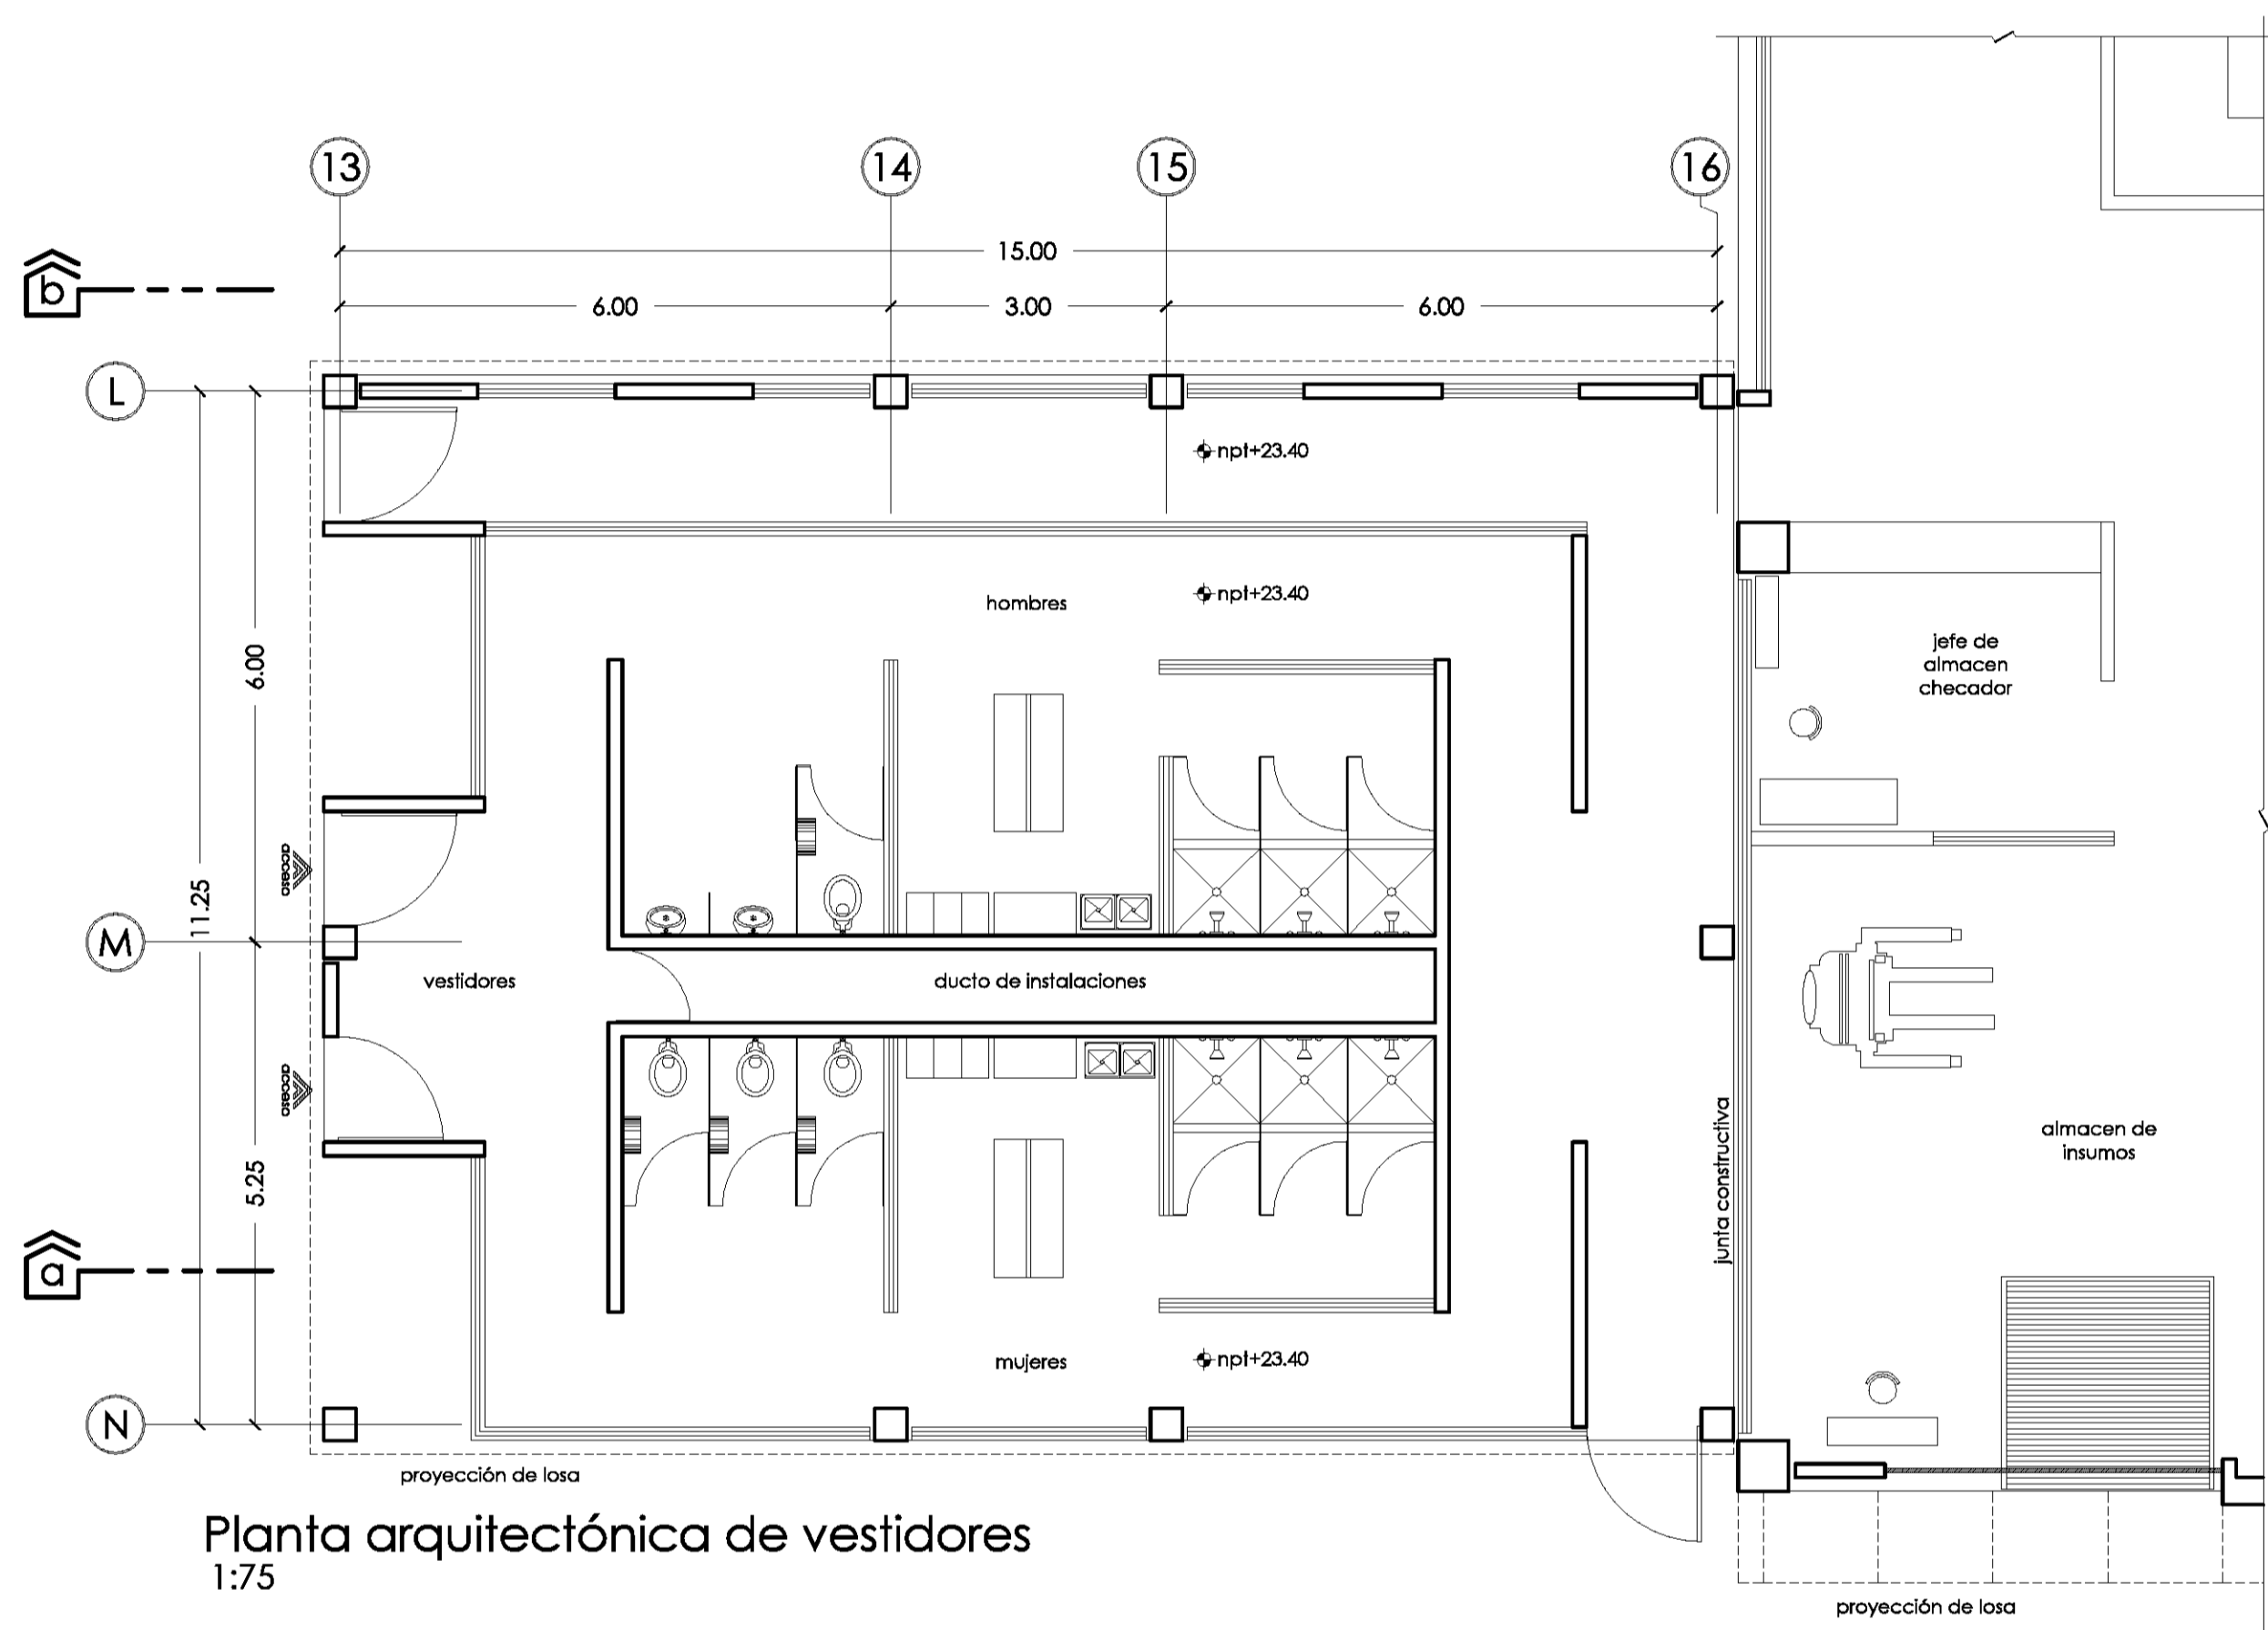 13
14
15
16
15.00
6.00
3.00
6.00
b
L
npt+23.40
hombres
npt+23.40
6.00
jefe de
almacen
checador
acceso
11.25
M
vestidores
ducto de instalaciones
acceso
5.25
junta constructiva
almacen de
insumos
a
mujeres
npt+23.40
N
proyección de losa
Planta arquitectónica de vestidores
1:75
proyección de losa